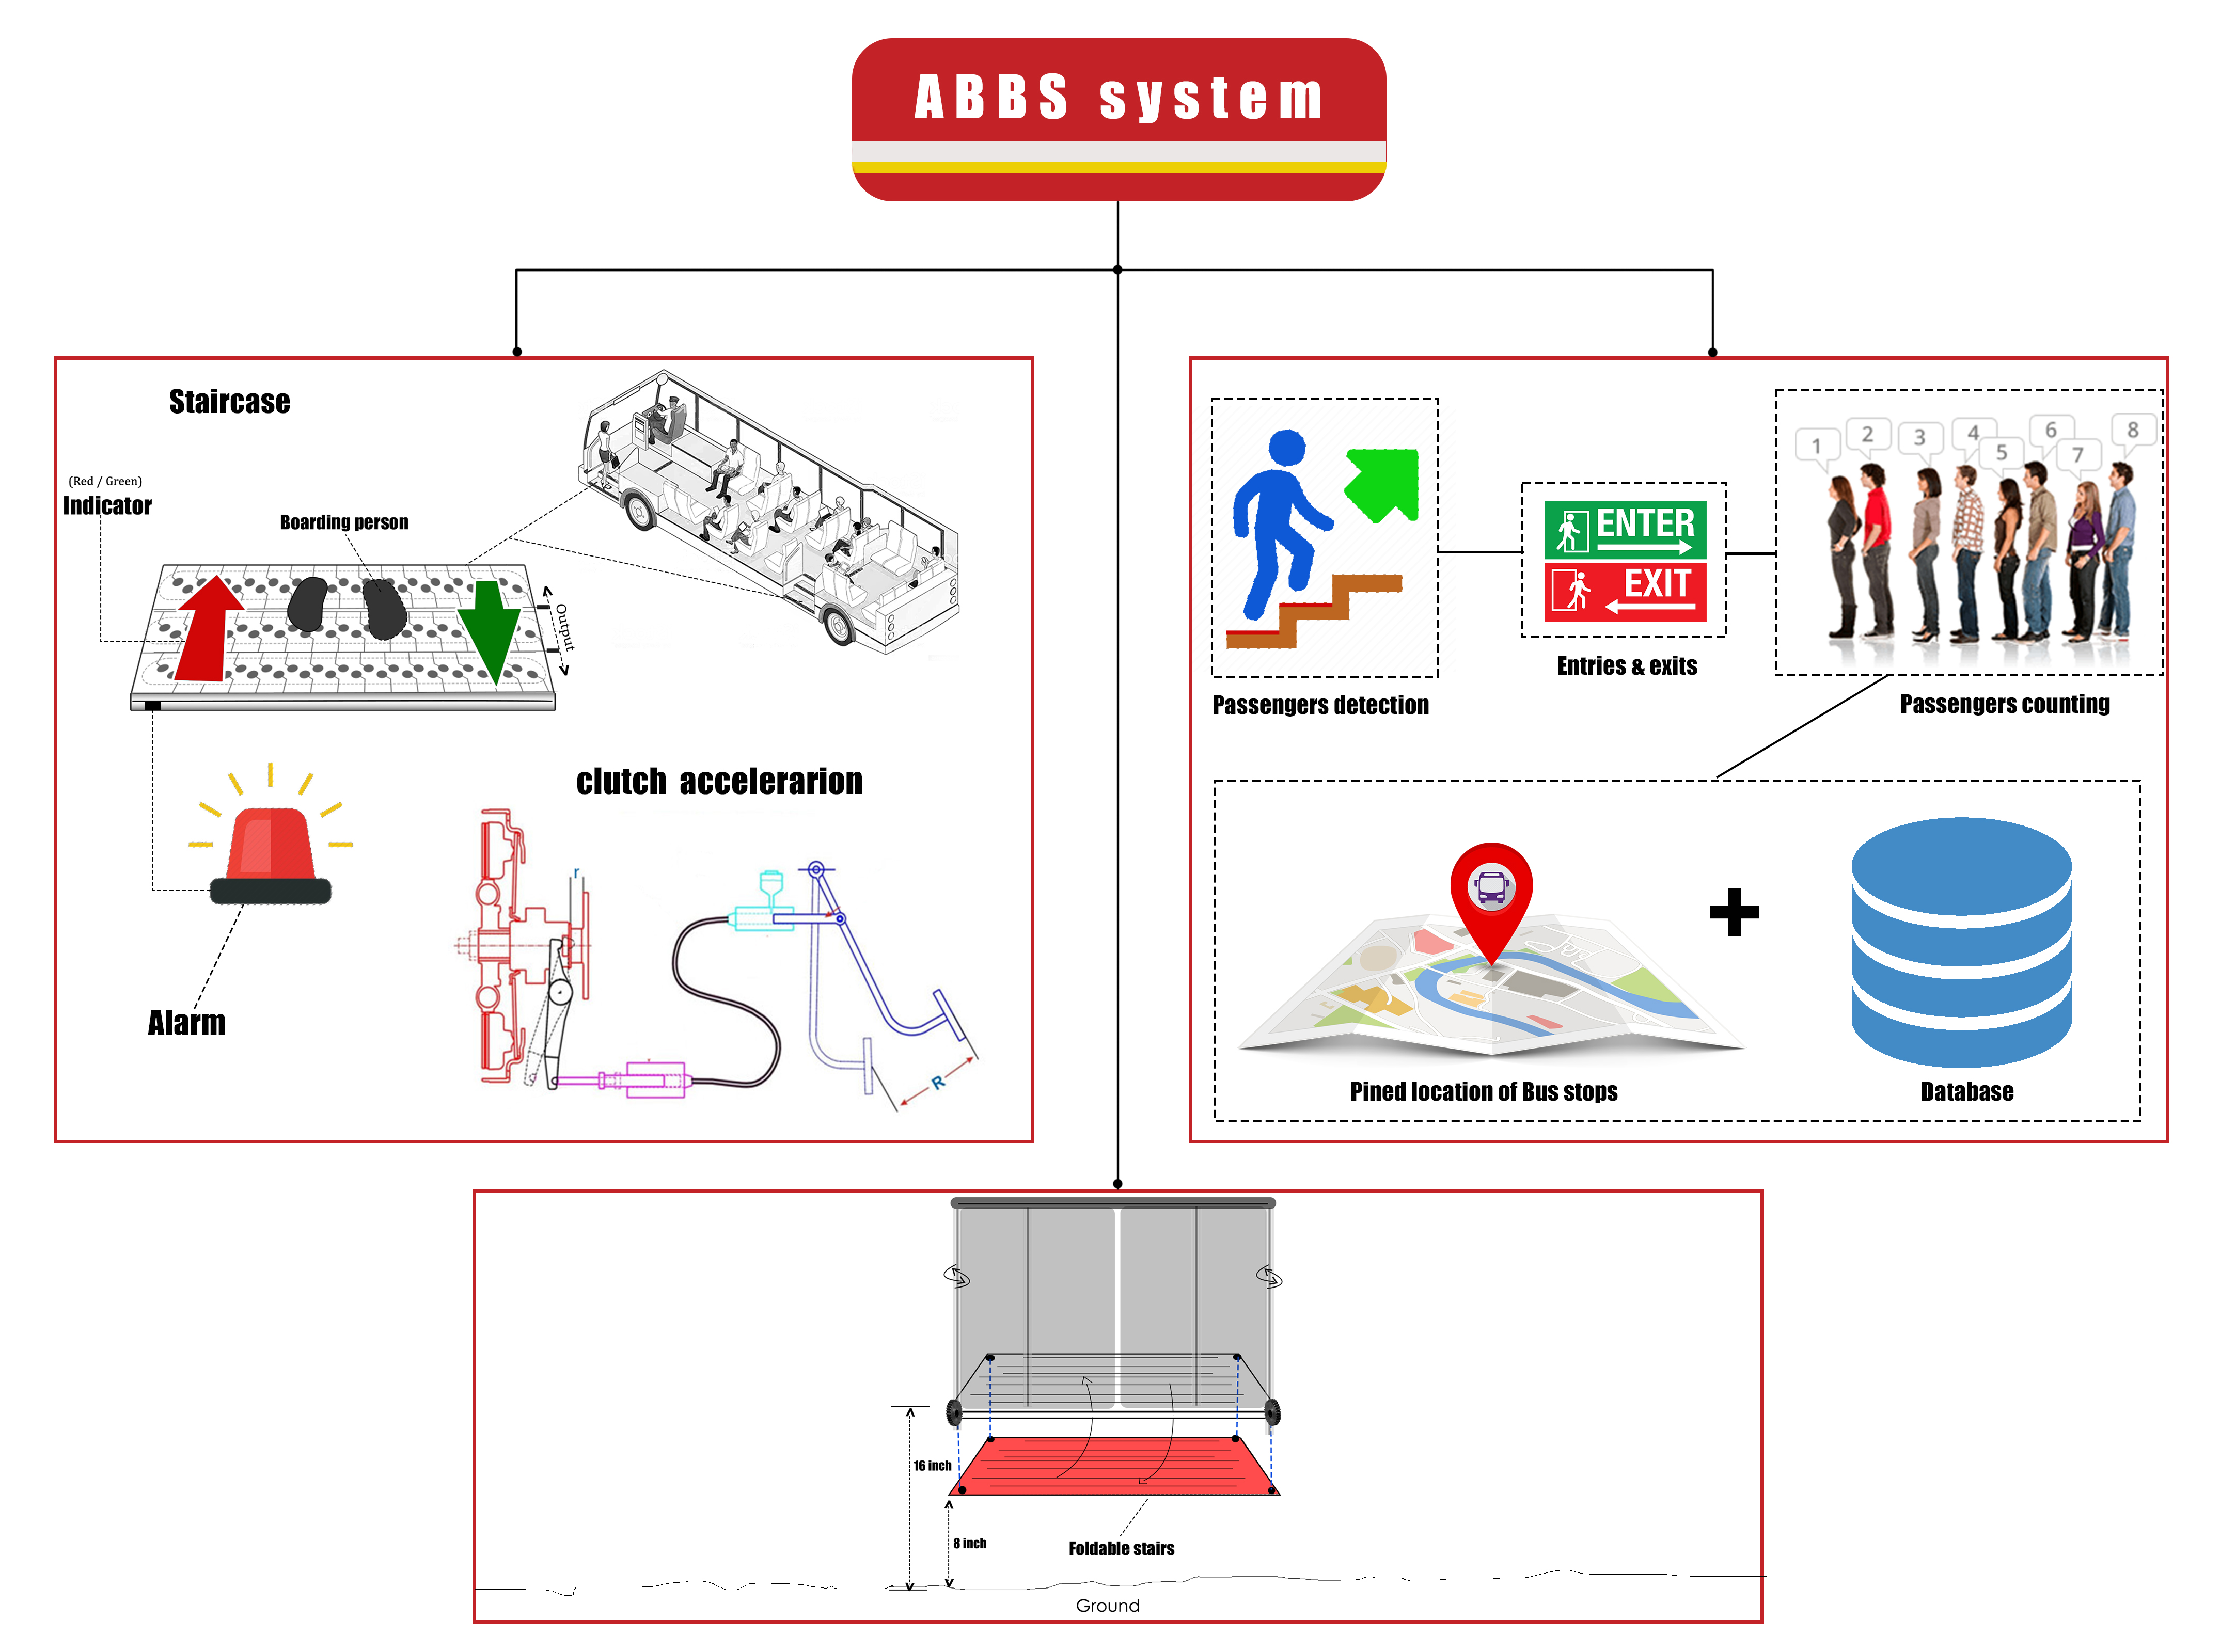 ABBS system
Staircase
(Red / Green)
Indicator
Boarding person
Output
Alarm
clutch accelerarion
r
R
ENTER
EXIT
1
2
3
4
5
6
7
8
Passengers detection
Entries & exits
Passengers counting
Pined location of Bus stops
Database
16 inch
8 inch
Foldable stairs
Ground